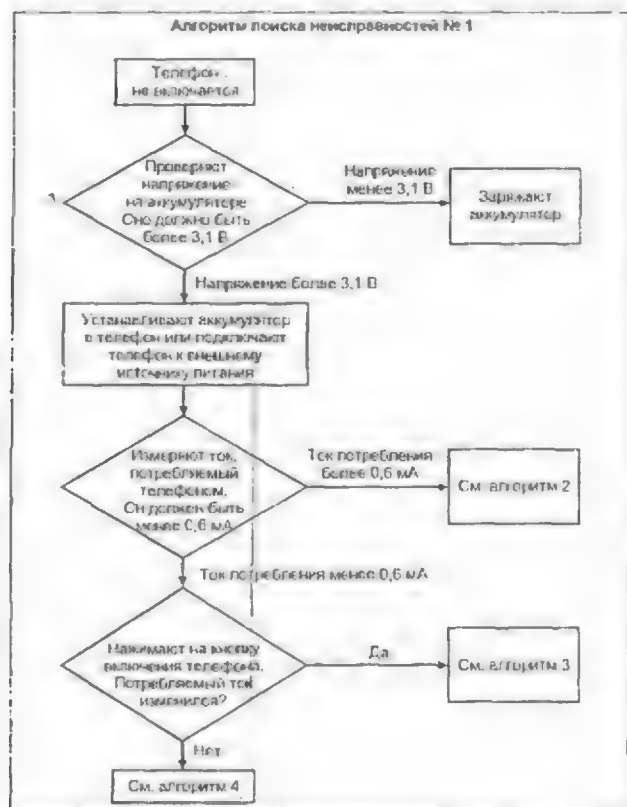 Алгоритм поиска неисправностей № 1
Телефон
не включается
Проверяют
напряжение
на аккумуляторе
Оно должно быть
более 3,1 В
Напряжение
менее 3,1 В
Заряжают
аккумулятор
Напряжение более 3,1 В
Устанавливают аккумулятор
в телефон или подключают
телефон к внешнему
источнику питания
Измеряют ток,
потребляемый
телефоном.
Он должен быть
менее 0,6 мА
Ток потребления
более 0,6 мА
См. алгоритм 2
Ток потребления менее 0,6 мА
Нажимают на кнопку
включения телефона.
Потребляемый ток
изменился?
Да
См. алгоритм 3
Нет
См. алгоритм 4